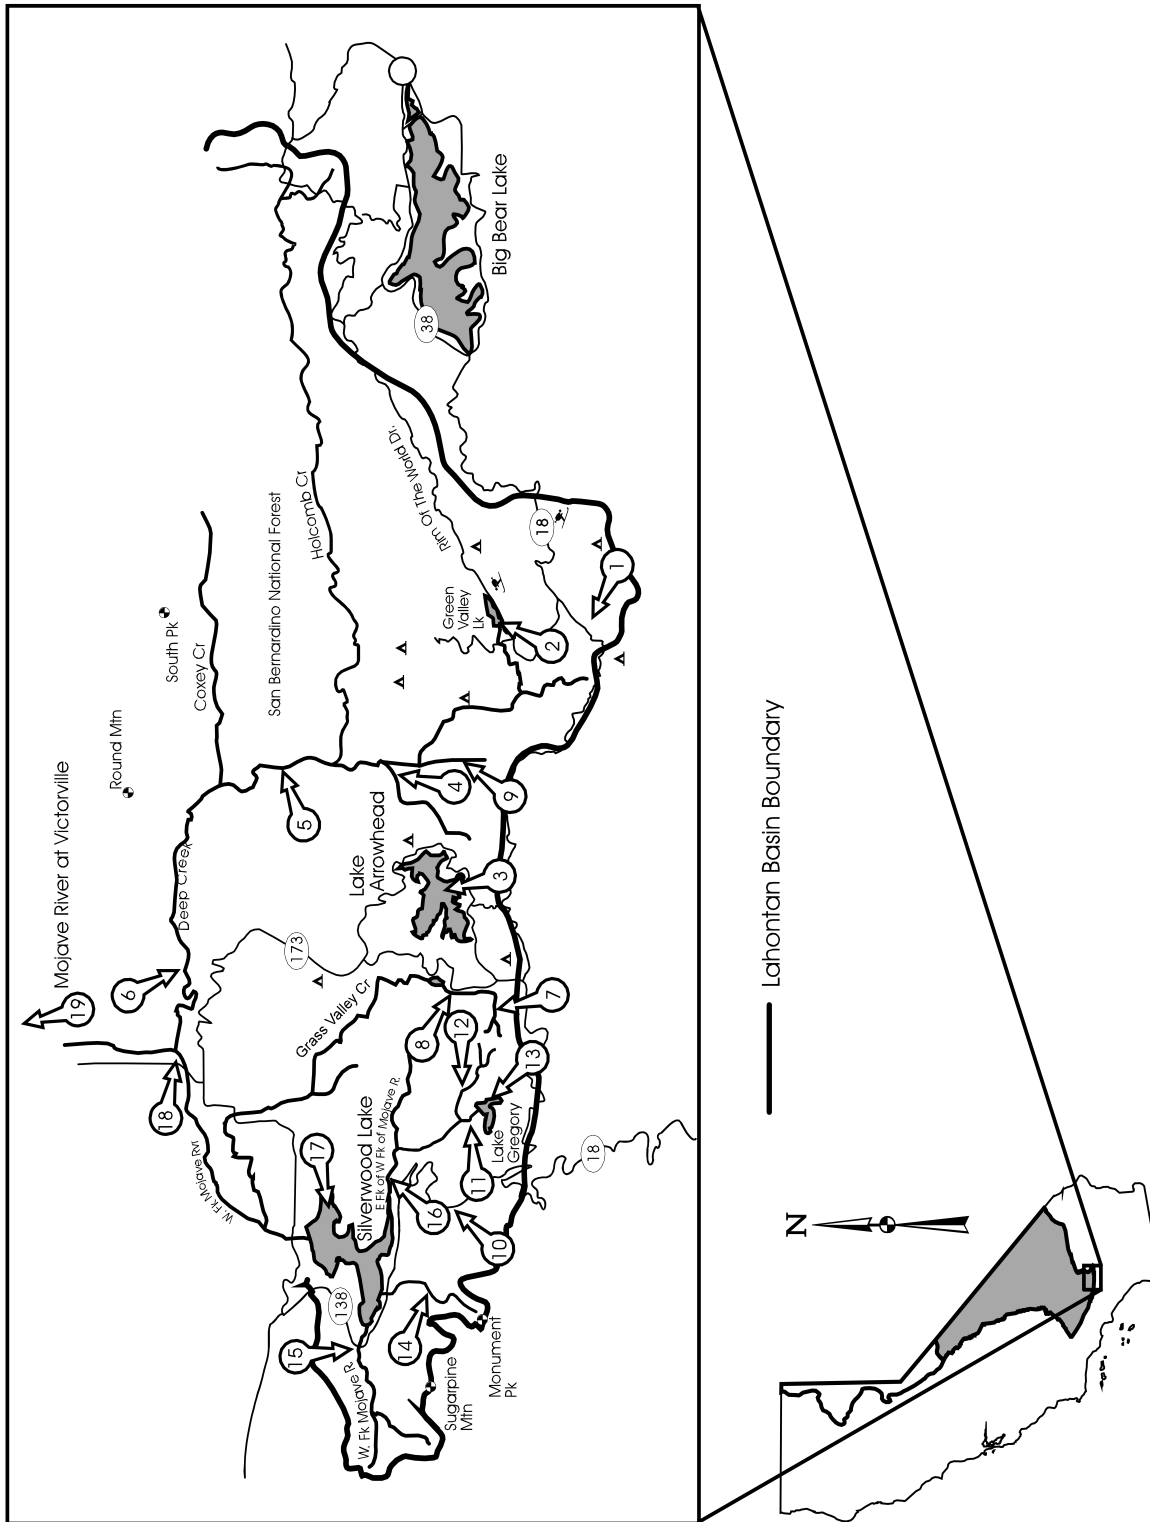 Mojave River at Victorville
19
Round Mtn
South Pk
Coxey Cr
San Bernardino National Forest
Holcomb Cr
Deep Creek
6
18
5
173
Grass Valley Cr
Lake
Arrowhead
4
9
3
Rim Of The World Dr.
Green
Valley
Lk
2
1
18
38
Big Bear Lake
W. Fk Mojave Rvr
17
Silverwood Lake
E Fk of W Fk of Mojave R.
8
12
7
13
Lake
Gregory
11
16
10
18
138
15
14
W. Fk Mojave R.
Sugarpine
Mtn
Monument
Pk
Lahontan Basin Boundary
N